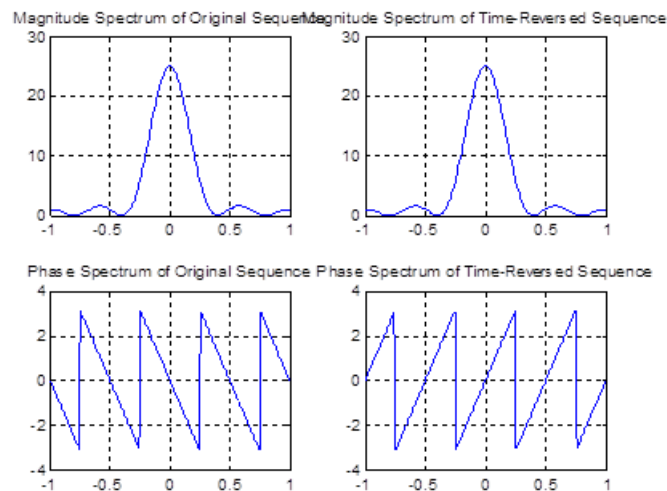 Magnitude Spectrum of Original Sequence Magnitude Spectrum of Time-Reversed Sequence
30 30
20 20
10 10
0 0
-1 -0.5 0 0.5 1 -1 -0.5 0 0.5 1
Phase Spectrum of Original Sequence Phase Spectrum of Time-Reversed Sequence
4 4
2 2
0 0
-2 -2
-4 -4
-1 -0.5 0 0.5 1 -1 -0.5 0 0.5 1